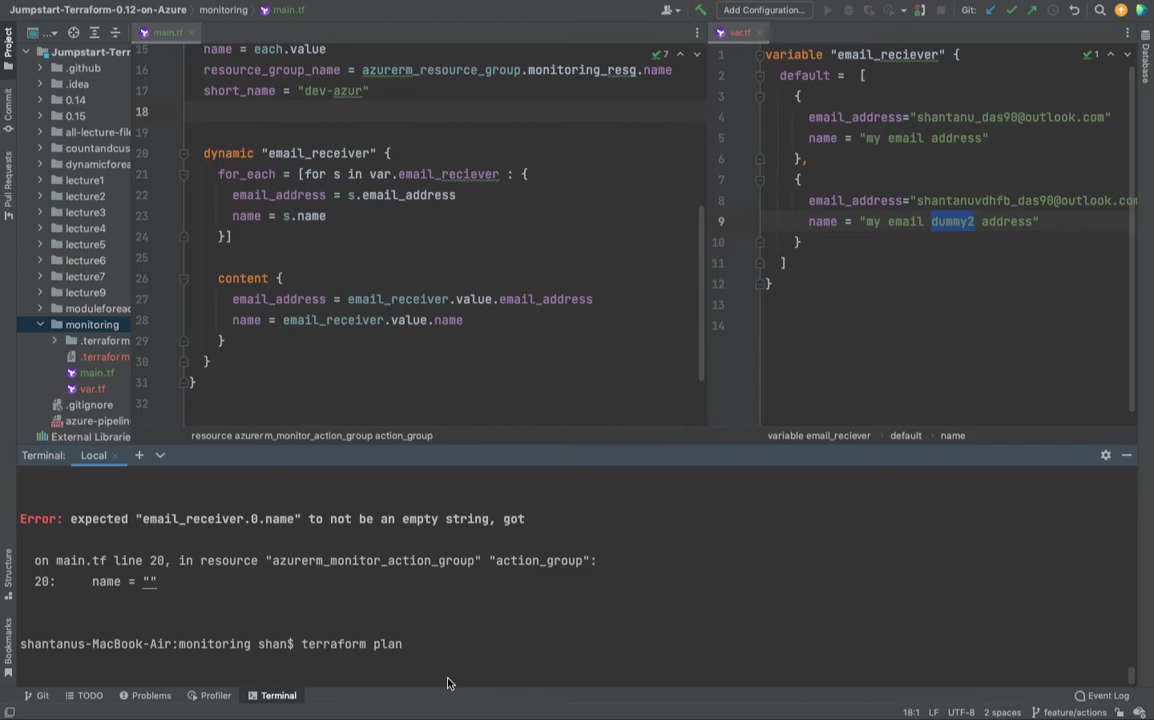 Jumpstart-Terraform-0.12-on-Azure monitoring main.tf
Add Configuration...
Git:
Project
Commit
Pull Requests
Structure
Bookmarks
Database
Jumpstart-Terr
.github
.idea
0.14
0.15
all-lecture-file
countandcus
dynamicforea
lecture1
lecture2
lecture3
lecture4
lecture5
lecture6
lecture7
lecture9
moduleforeac
monitoring
.terraform
.terraform
main.tf
var.tf
.gitignore
azure-pipelin
External Librarie
main.tf
7
15 name = each.value
16 resource_group_name = azurerm_resource_group.monitoring_resg.name
17 short_name = "dev-azur"
18
19
20 dynamic "email_receiver" {
21 for_each = [for s in var.email_reciever : {
22 email_address = s.email_address
23 name = s.name
24 }]
25
26 content {
27 email_address = email_receiver.value.email_address
28 name = email_receiver.value.name
29 }
30 }
31 }
32
resource azurerm_monitor_action_group action_group
var.tf
1
1 variable "email_reciever" {
2 default = [
3 {
4 email_address="shantanu_das90@outlook.com"
5 name = "my email address"
6 },
7 {
8 email_address="shantanuvdhfb_das90@outlook.com
9 name = "my email dummy2 address"
10 }
11 ]
12 }
13
14
variable email_reciever default name
Terminal: Local
Error: expected "email_receiver.0.name" to not be an empty string, got
on main.tf line 20, in resource "azurerm_monitor_action_group" "action_group":
20: name = ""
shantanus-MacBook-Air:monitoring shan$ terraform plan
Git TODO Problems Profiler Terminal Event Log
18:1 LF UTF-8 2 spaces feature/actions